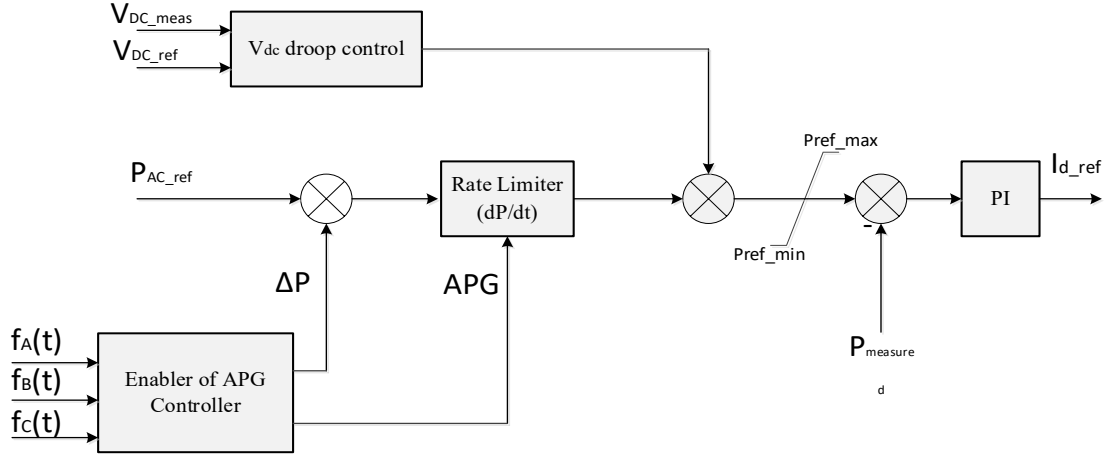 VDC_meas
VDC_ref
Vdc droop control
PAC_ref
Rate Limiter
(dP/dt)
Pref_max
Pref_min
PI
Id_ref
-
ΔP
APG
Pmeasure
d
fA(t)
fB(t)
fC(t)
Enabler of APG
Controller